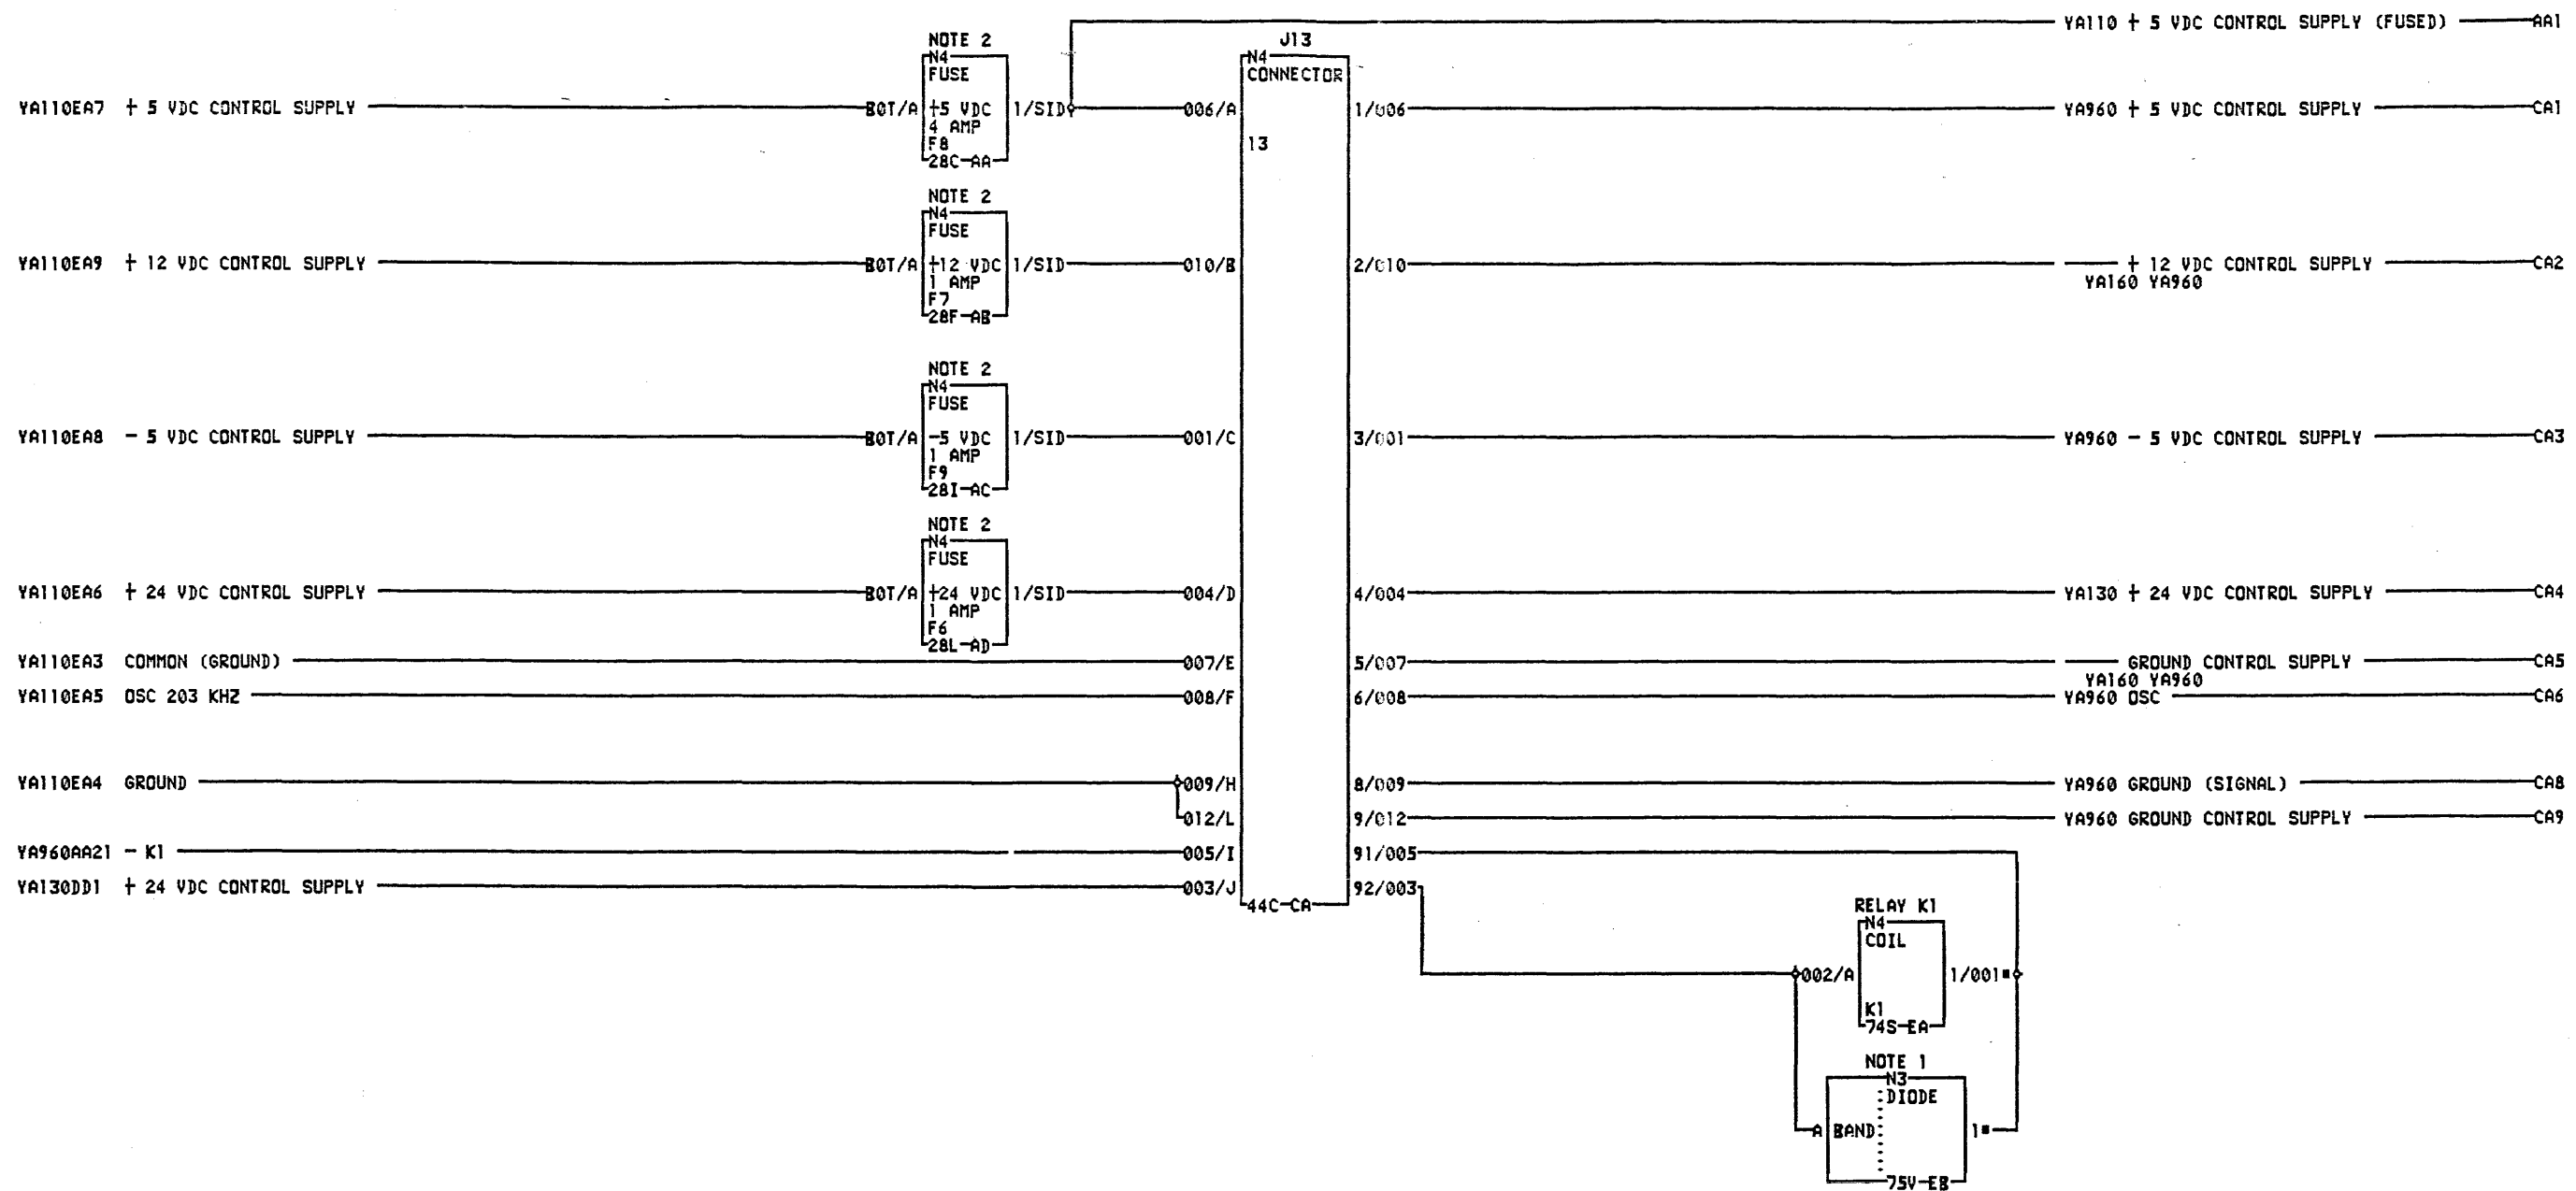 YA110 + 5 VDC CONTROL SUPPLY (FUSED) AA1
NOTE 2
N4
FUSE
J13
N4
CONNECTOR
YA110EA7 + 5 VDC CONTROL SUPPLY BOT/A +5 VDC 1/SID 006/A 1/006 YA960 + 5 VDC CONTROL SUPPLY CA1
4 AMP
F8
28C-AA
13
NOTE 2
N4
FUSE
YA110EA9 + 12 VDC CONTROL SUPPLY BOT/A +12 VDC 1/SID 010/B 2/010 + 12 VDC CONTROL SUPPLY CA2
YA160 YA960
1 AMP
F7
28F-AB
NOTE 2
N4
FUSE
YA110EA8 - 5 VDC CONTROL SUPPLY BOT/A -5 VDC 1/SID 001/C 3/001 YA960 - 5 VDC CONTROL SUPPLY CA3
1 AMP
F9
28I-AC
NOTE 2
N4
FUSE
YA110EA6 + 24 VDC CONTROL SUPPLY BOT/A +24 VDC 1/SID 004/D 4/004 YA130 + 24 VDC CONTROL SUPPLY CA4
1 AMP
F6
28L-AD
YA110EA3 COMMON (GROUND) 007/E 5/007 GROUND CONTROL SUPPLY CA5
YA160 YA960
YA110EA5 OSC 203 KHZ 008/F 6/008 YA960 OSC CA6
YA110EA4 GROUND 009/H 8/009 YA960 GROUND (SIGNAL) CA8
012/L 9/012 YA960 GROUND CONTROL SUPPLY CA9
YA960AA21 - K1 005/I 91/005
YA130DD1 + 24 VDC CONTROL SUPPLY 003/J 92/003
44C-CA
RELAY K1
N4
COIL
002/A 1/001
K1
74S-EA
NOTE 1
N3
DIODE
A BAND 1
75V-EB